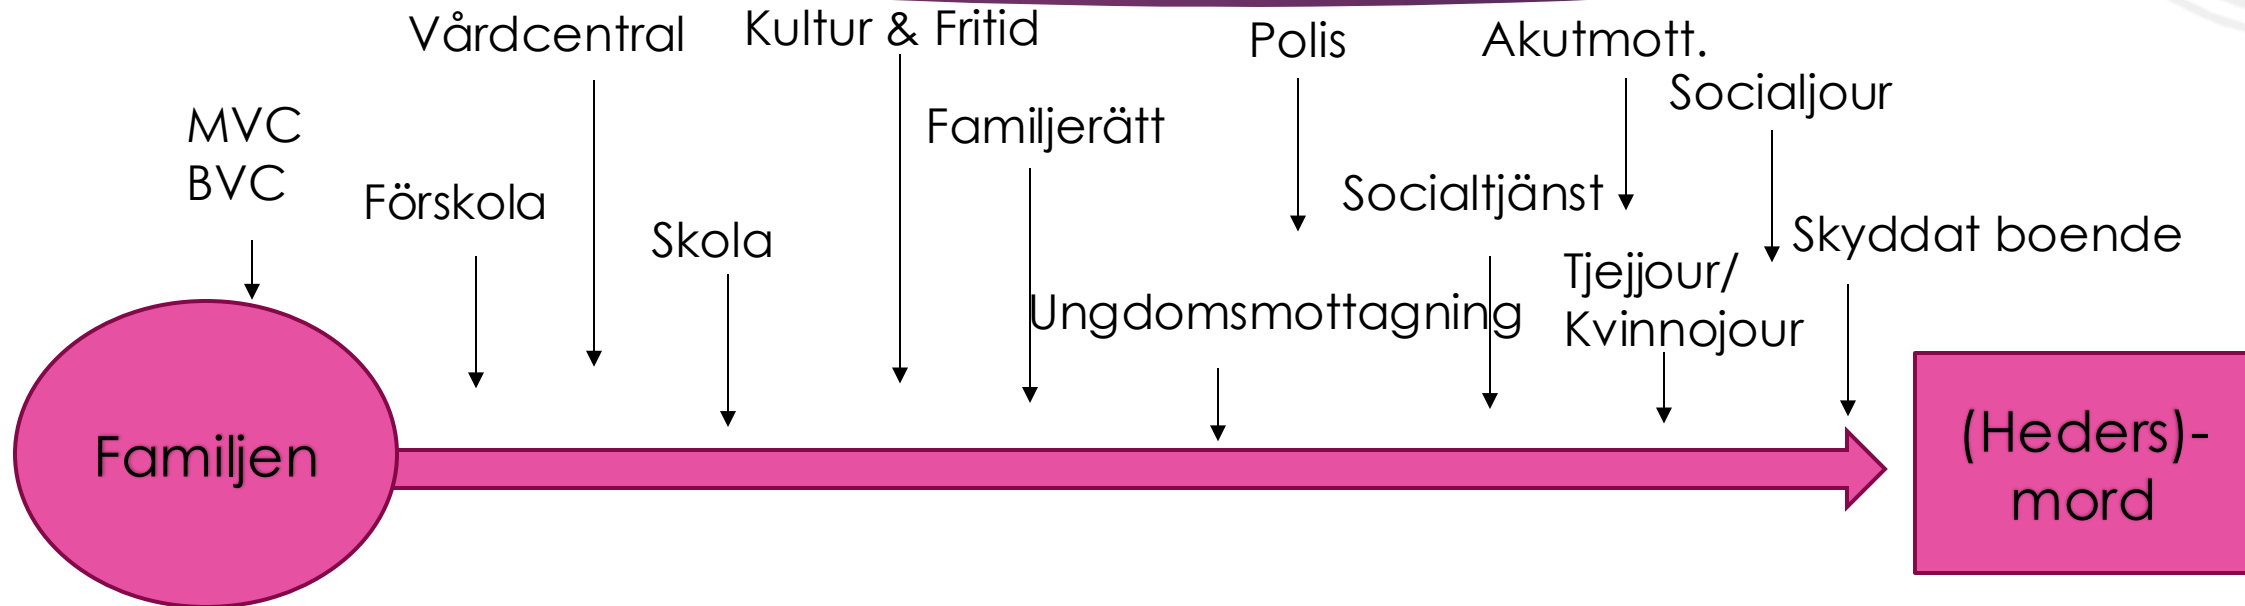 Vårdcentral
Kultur & Fritid
Polis
Akutmott.
Socialjour
MVC
BVC
Familjerätt
Förskola
Socialtjänst
Skola
Skyddat boende
Tjejjour/
Kvinnojour
Ungdomsmottagning
Familjen
(Heders)-
mord